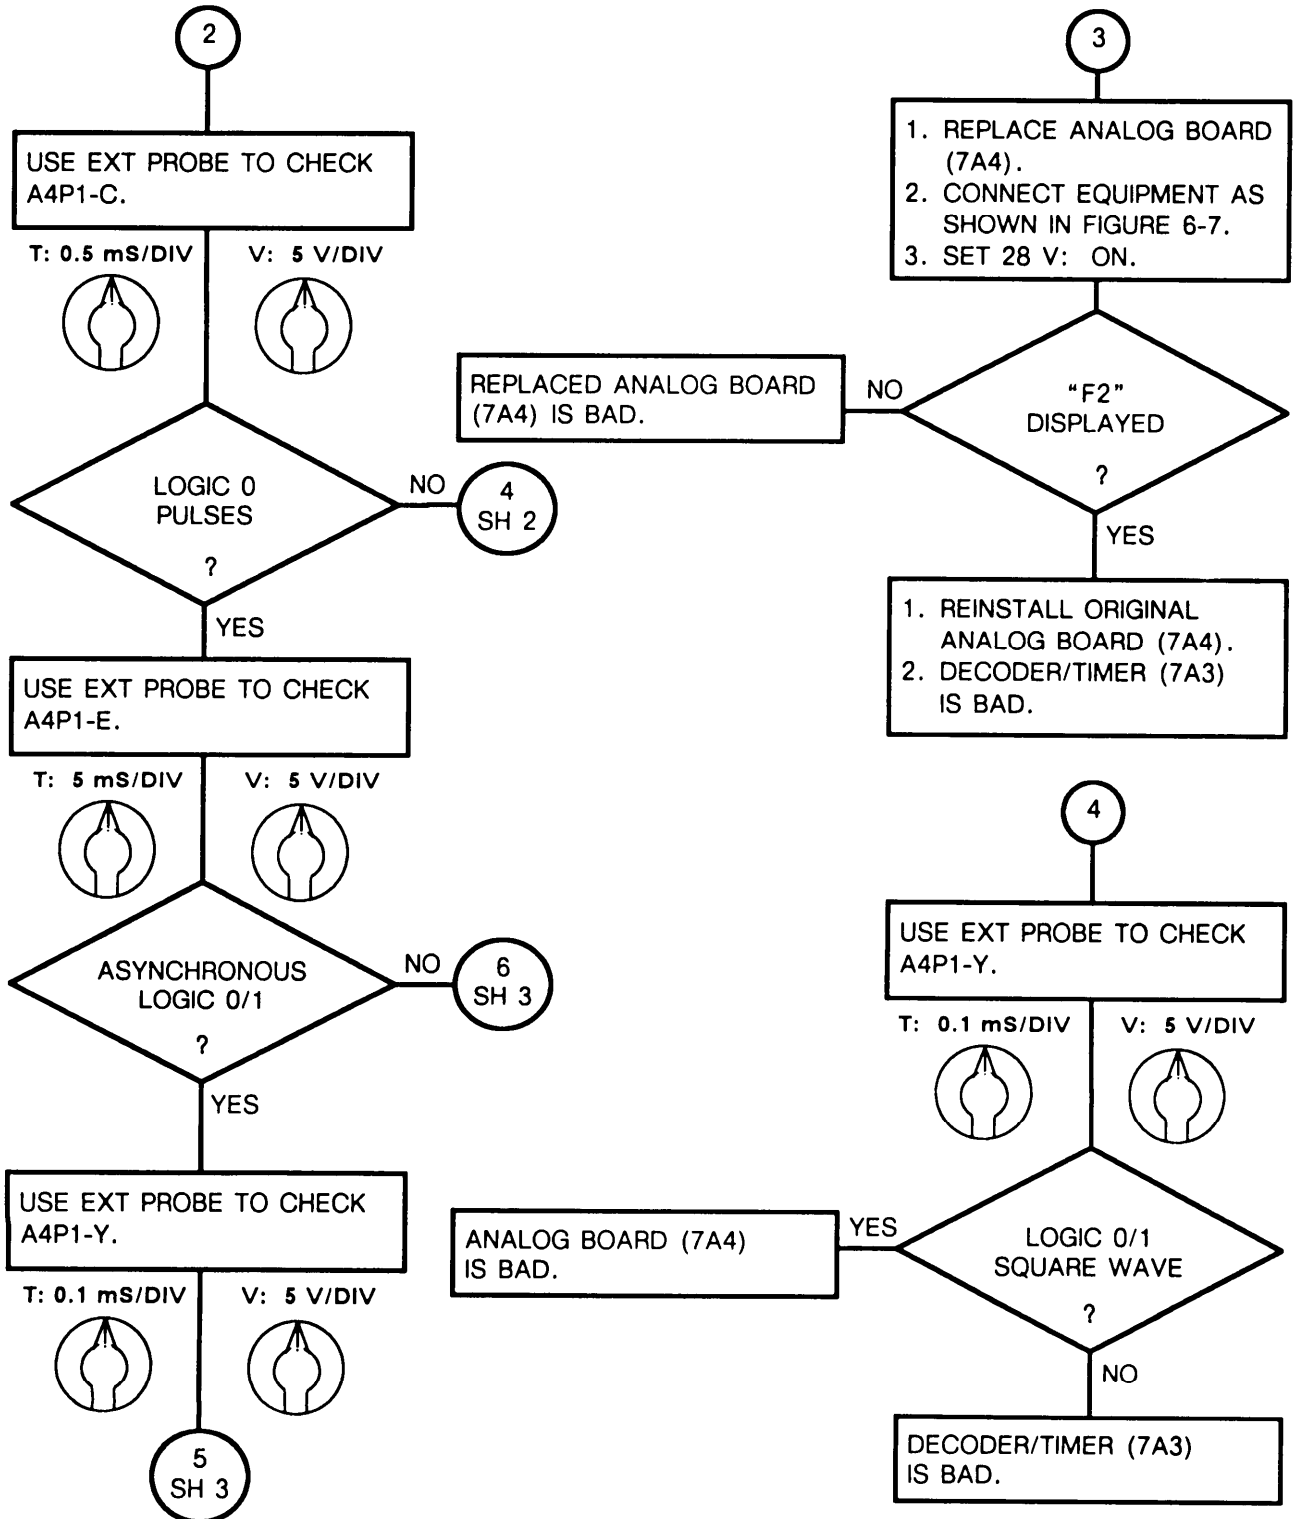 2
USE EXT PROBE TO CHECK
A4P1-C.
T: 0.5 mS/DIV V: 5 V/DIV
LOGIC 0
PULSES
?
NO
4
SH 2
YES
USE EXT PROBE TO CHECK
A4P1-E.
T: 5 mS/DIV V: 5 V/DIV
ASYNCHRONOUS
LOGIC 0/1
?
NO
6
SH 3
YES
USE EXT PROBE TO CHECK
A4P1-Y.
T: 0.1 mS/DIV V: 5 V/DIV
5
SH 3
3
1. REPLACE ANALOG BOARD
(7A4).
2. CONNECT EQUIPMENT AS
SHOWN IN FIGURE 6-7.
3. SET 28 V: ON.
"F2"
DISPLAYED
?
NO
REPLACED ANALOG BOARD
(7A4) IS BAD.
YES
1. REINSTALL ORIGINAL
ANALOG BOARD (7A4).
2. DECODER/TIMER (7A3)
IS BAD.
4
USE EXT PROBE TO CHECK
A4P1-Y.
T: 0.1 mS/DIV V: 5 V/DIV
LOGIC 0/1
SQUARE WAVE
?
YES
ANALOG BOARD (7A4)
IS BAD.
NO
DECODER/TIMER (7A3)
IS BAD.